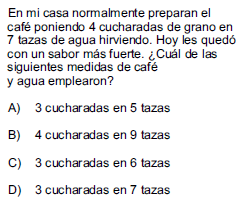 En mi casa normalmente preparan el
café poniendo 4 cucharadas de grano en
7 tazas de agua hirviendo. Hoy les quedó
con un sabor más fuerte. ¿Cuál de las
siguientes medidas de café
y agua emplearon?
A) 3 cucharadas en 5 tazas
B) 4 cucharadas en 9 tazas
C) 3 cucharadas en 6 tazas
D) 3 cucharadas en 7 tazas